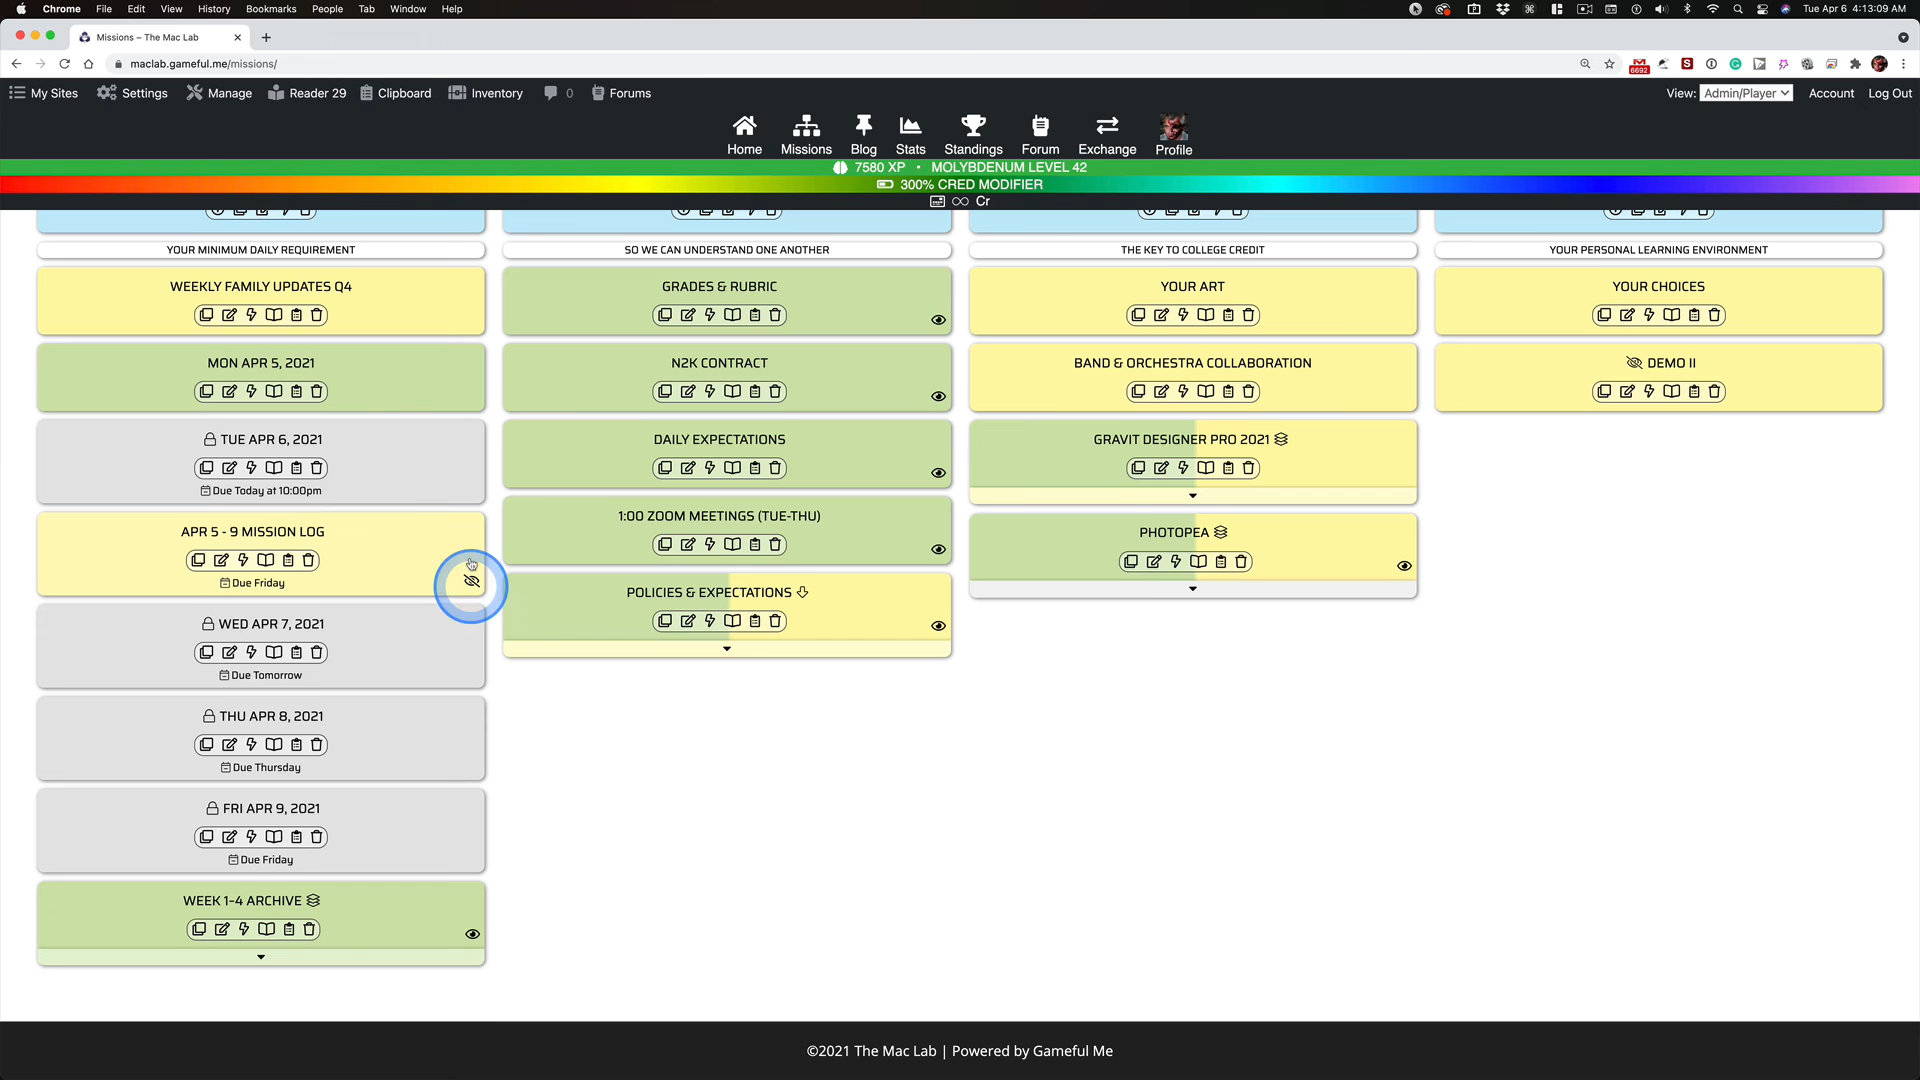 Chrome File Edit View History Bookmarks People Tab Window Help Tue Apr 6 4:13:09 AM
Missions – The Mac Lab
maclab.gameful.me/missions/
6692
My Sites Settings Manage Reader 29 Clipboard Inventory 0 Forums View: Admin/Player Account Log Out
Home Missions Blog Stats Standings Forum Exchange Profile
7580 XP • MOLYBDENUM LEVEL 42
300% CRED MODIFIER
∞ Cr
YOUR MINIMUM DAILY REQUIREMENT
WEEKLY FAMILY UPDATES Q4
MON APR 5, 2021
TUE APR 6, 2021
Due Today at 10:00pm
APR 5 - 9 MISSION LOG
Due Friday
WED APR 7, 2021
Due Tomorrow
THU APR 8, 2021
Due Thursday
FRI APR 9, 2021
Due Friday
WEEK 1–4 ARCHIVE
SO WE CAN UNDERSTAND ONE ANOTHER
GRADES & RUBRIC
N2K CONTRACT
DAILY EXPECTATIONS
1:00 ZOOM MEETINGS (TUE-THU)
POLICIES & EXPECTATIONS
THE KEY TO COLLEGE CREDIT
YOUR ART
BAND & ORCHESTRA COLLABORATION
GRAVIT DESIGNER PRO 2021
PHOTOPEA
YOUR PERSONAL LEARNING ENVIRONMENT
YOUR CHOICES
DEMO II
©2021 The Mac Lab | Powered by Gameful Me